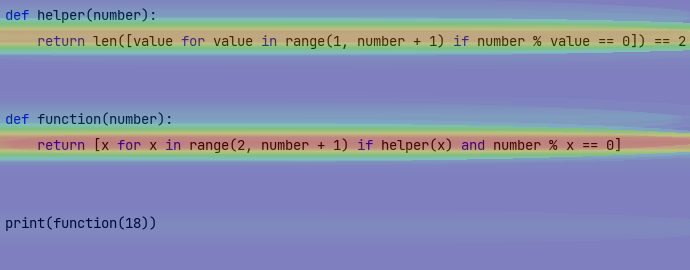 def helper(number):
    return len([value for value in range(1, number + 1) if number % value == 0]) == 2
def function(number):
    return [x for x in range(2, number + 1) if helper(x) and number % x == 0]
print(function(18))